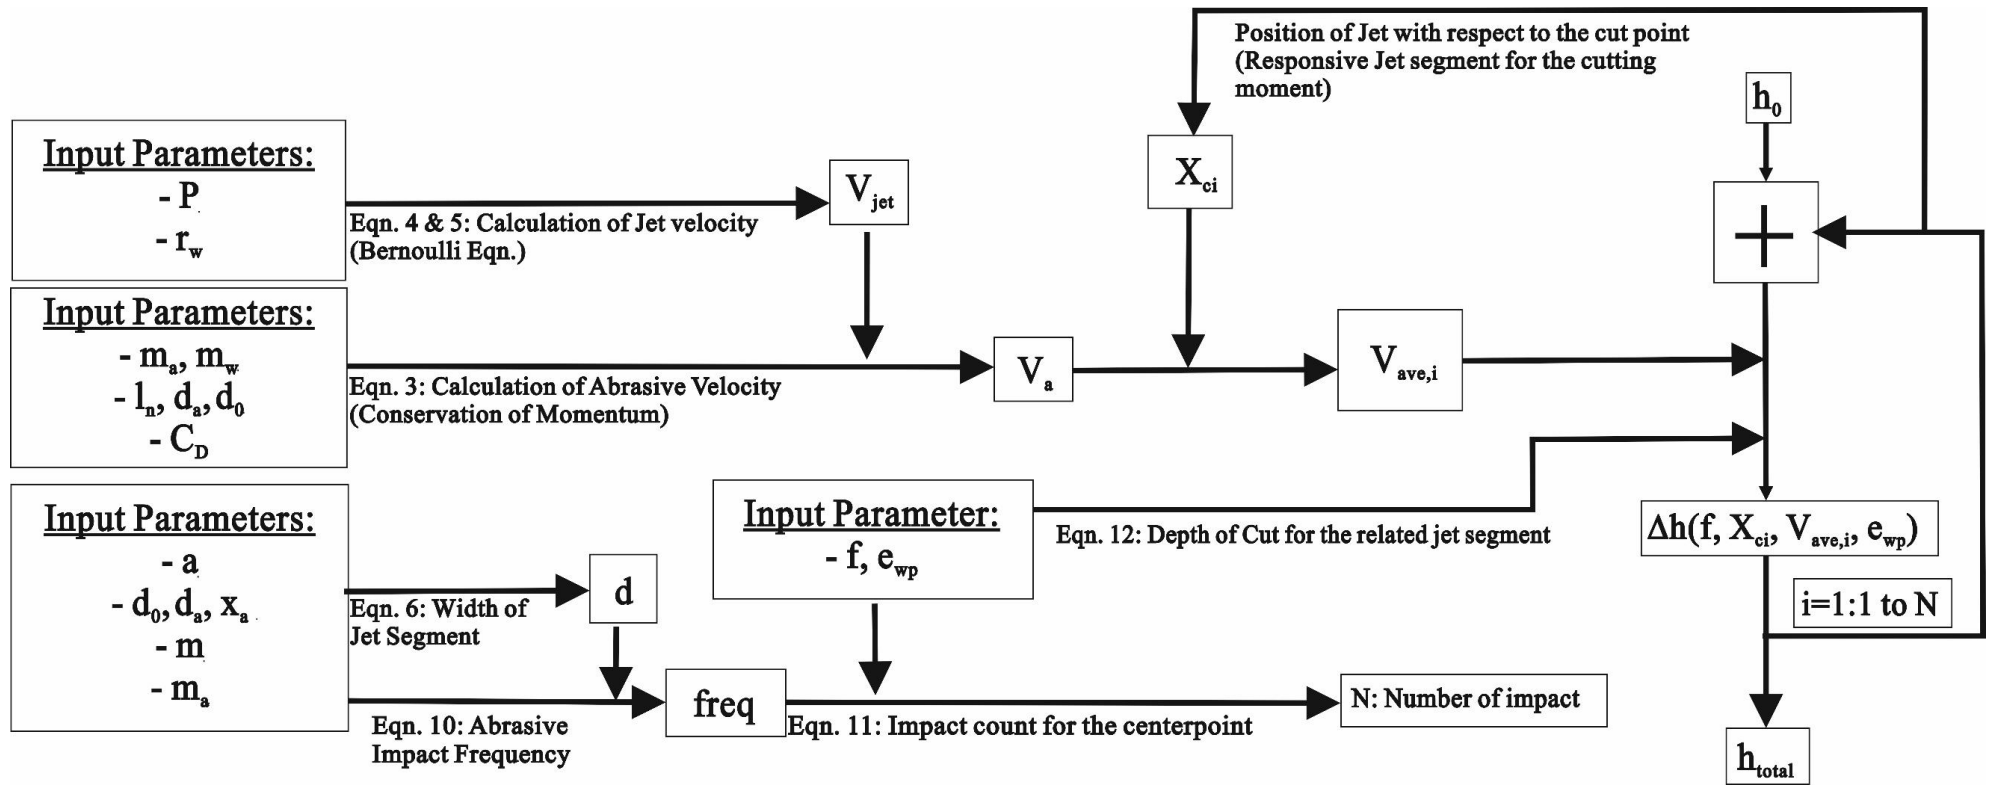 Position of Jet with respect to the cut point
(Responsive Jet segment for the cutting
moment)
h0
Input Parameters:
- P
- rw
Vjet
Xci
+
Eqn. 4 & 5: Calculation of Jet velocity
(Bernoulli Eqn.)
Input Parameters:
- ma, mw
- ln, da, d0
- CD
Va
Vave,i
Eqn. 3: Calculation of Abrasive Velocity
(Conservation of Momentum)
Input Parameters:
- a
- d0, da, xa
- m
- ma
Input Parameter:
- f, ewp
Eqn. 12: Depth of Cut for the related jet segment
Δh(f, Xci, Vave,i, ewp)
i=1:1 to N
d
Eqn. 6: Width of
Jet Segment
freq
N: Number of impact
Eqn. 10: Abrasive
Impact Frequency
Eqn. 11: Impact count for the centerpoint
htotal